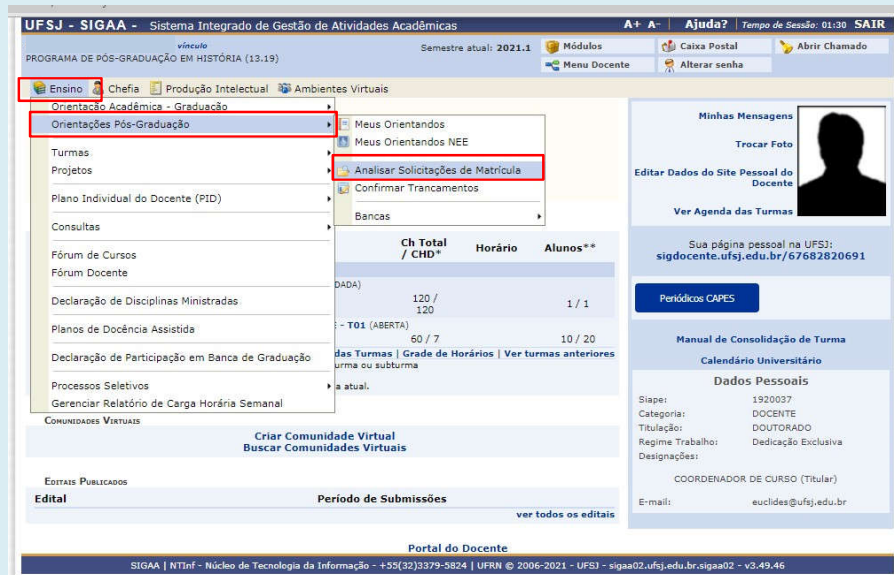 UFSJ - SIGAA - Sistema Integrado de Gestão de Atividades Acadêmicas
A+ A- Ajuda? Tempo de Sessão: 01:30 SAIR
vínculo
PROGRAMA DE PÓS-GRADUAÇÃO EM HISTÓRIA (13.19)
Semestre atual: 2021.1
Módulos
Caixa Postal
Abrir Chamado
Menu Docente
Alterar senha
Ensino Chefia Produção Intelectual Ambientes Virtuais
Orientação Acadêmica - Graduação
Orientações Pós-Graduação
Turmas
Projetos
Plano Individual do Docente (PID)
Consultas
Fórum de Cursos
Fórum Docente
Declaração de Disciplinas Ministradas
Planos de Docência Assistida
Declaração de Participação em Banca de Graduação
Processos Seletivos
Gerenciar Relatório de Carga Horária Semanal
Meus Orientandos
Meus Orientandos NEE
Analisar Solicitações de Matrícula
Confirmar Trancamentos
Bancas
Ch Total / CHD*
Horário
Alunos**
DADA)
120 / 120
1 / 1
- T01 (ABERTA)
60 / 7
10 / 20
das Turmas | Grade de Horários | Ver turmas anteriores
urma ou subturma
a atual.
COMUNIDADES VIRTUAIS
Criar Comunidade Virtual
Buscar Comunidades Virtuais
EDITAIS PUBLICADOS
Edital
Período de Submissões
ver todos os editais
Minhas Mensagens
Trocar Foto
Editar Dados do Site Pessoal do Docente
Ver Agenda das Turmas
Sua página pessoal na UFSJ:
sigdocente.ufsj.edu.br/67682820691
Periódicos CAPES
Manual de Consolidação de Turma
Calendário Universitário
Dados Pessoais
Siape: 1920037
Categoria: DOCENTE
Titulação: DOUTORADO
Regime Trabalho: Dedicação Exclusiva
Designações:
COORDENADOR DE CURSO (Titular)
E-mail: euclides@ufsj.edu.br
Portal do Docente
SIGAA | NTInf - Núcleo de Tecnologia da Informação - +55(32)3379-5824 | UFRN © 2006-2021 - UFSJ - sigaa02.ufsj.edu.br.sigaa02 - v3.49.46